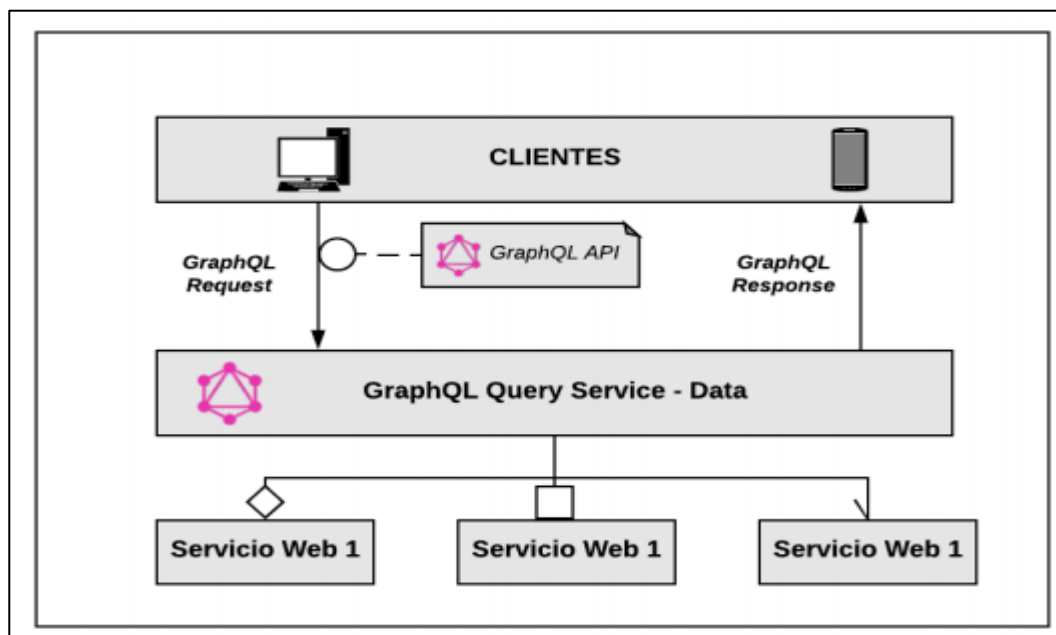 CLIENTES
GraphQL
Request
GraphQL API
GraphQL
Response
GraphQL Query Service - Data
Servicio Web 1
Servicio Web 1
Servicio Web 1